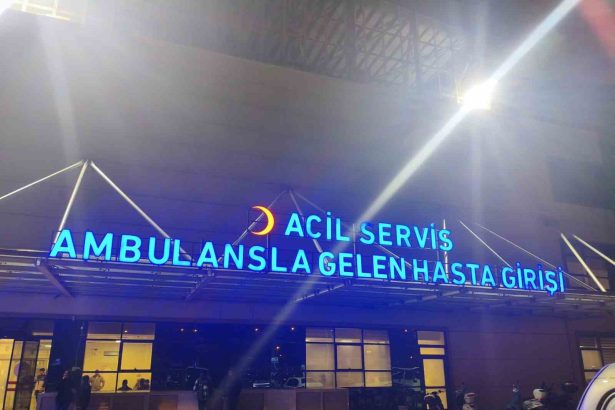 ACİL SERVİS
AMBULANSLA GELEN HASTA GİRİŞİ